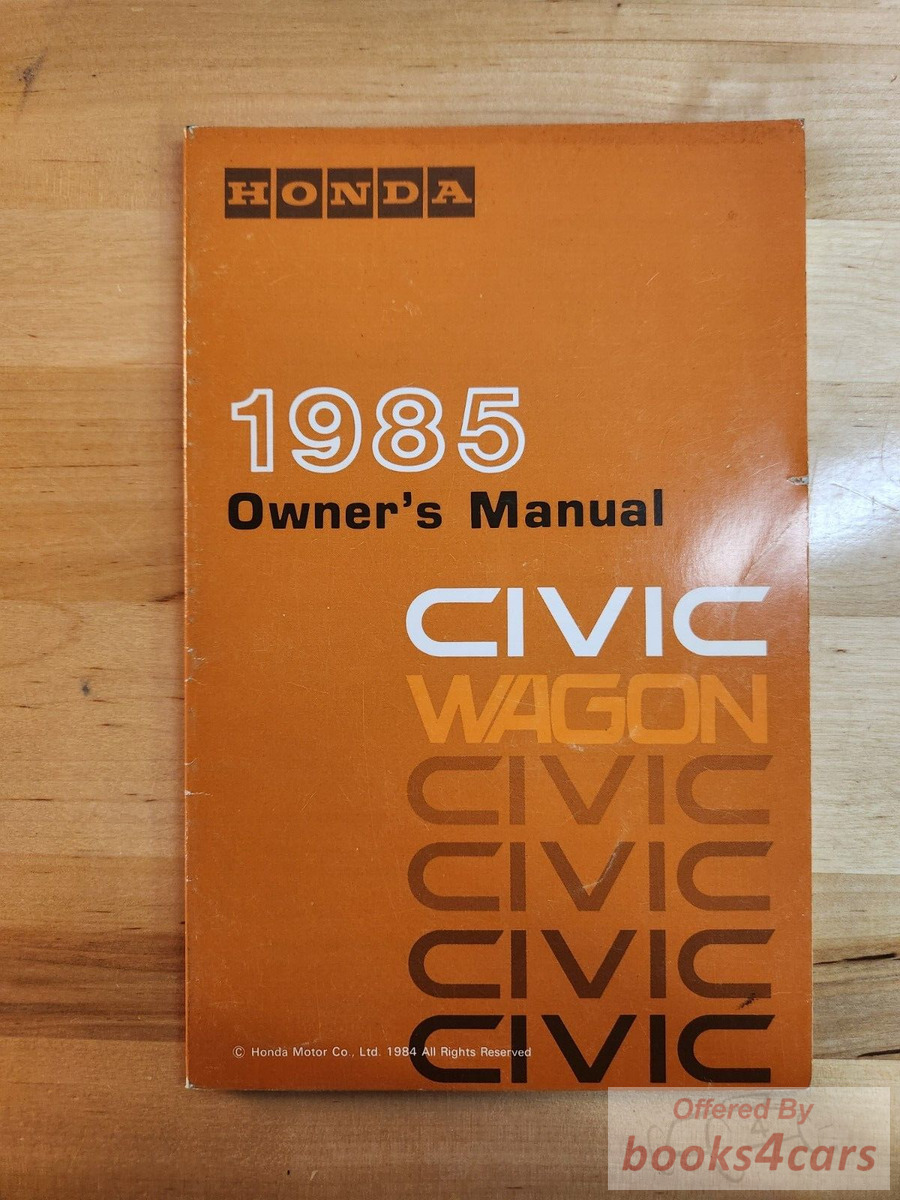 HONDA
1985
Owner's Manual
CIVIC
WAGON
CIVIC
CIVIC
CIVIC
CIVIC
© Honda Motor Co., Ltd. 1984 All Rights Reserved
Offered By
books4cars